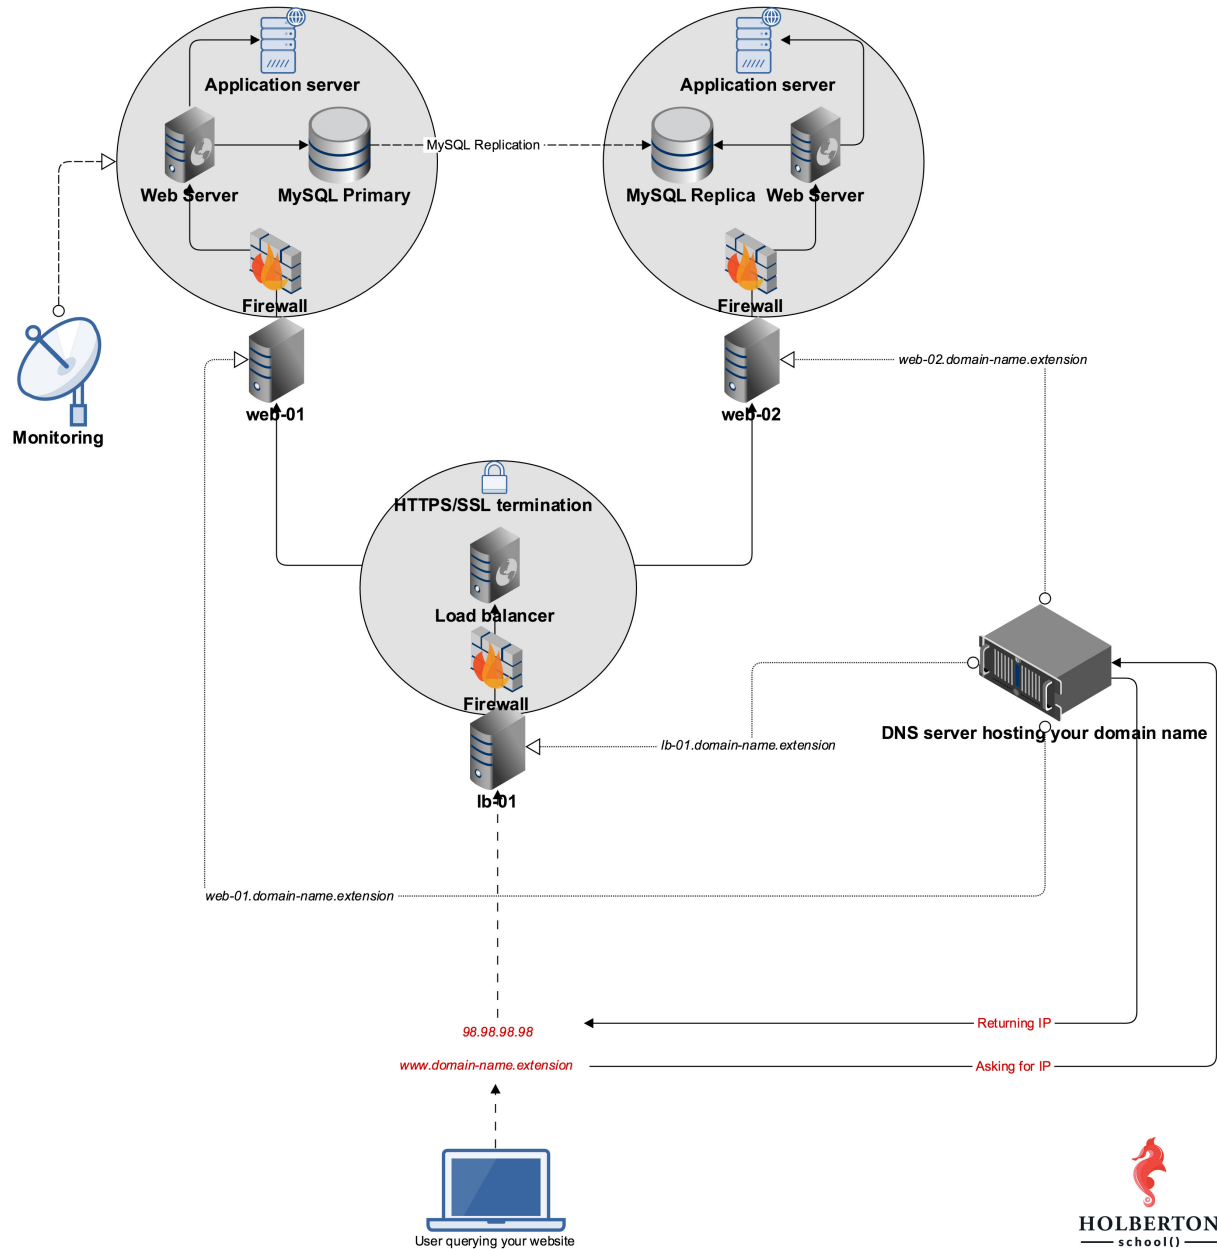 Application server
Application server
MySQL Replication
Web Server
MySQL Primary
MySQL Replica
Web Server
Firewall
Firewall
web-01
web-02
web-02.domain-name.extension
Monitoring
HTTPS/SSL termination
Load balancer
Firewall
DNS server hosting your domain name
lb-01.domain-name.extension
lb-01
web-01.domain-name.extension
98.98.98.98
Returning IP
www.domain-name.extension
Asking for IP
User querying your website
HOLBERTON
school()